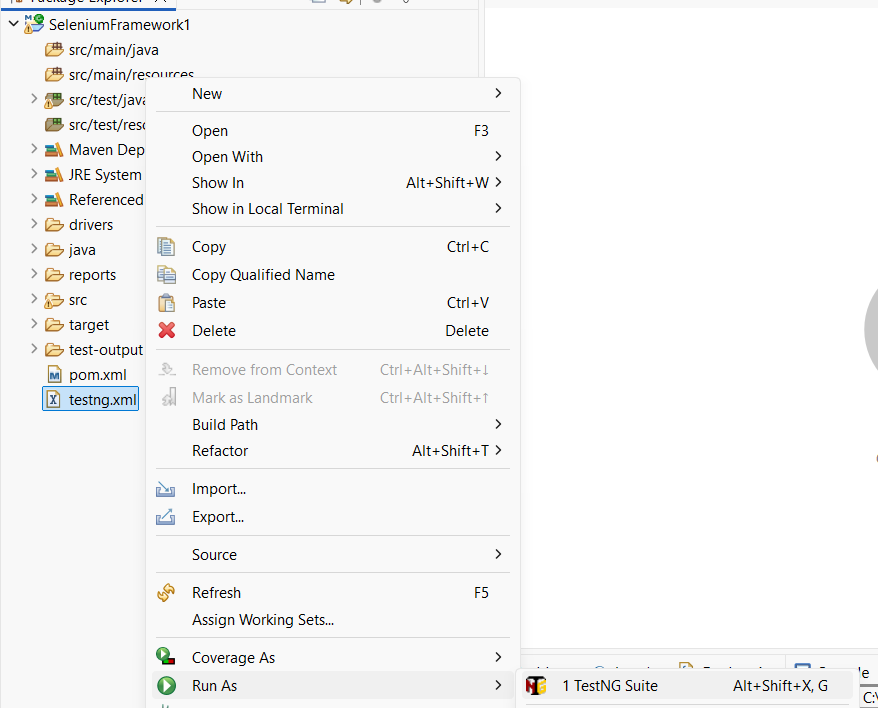 Package Explorer
SeleniumFramework1
src/main/java
src/main/resources
src/test/java
src/test/reso
Maven Dep
JRE System
Referenced
drivers
java
reports
src
target
test-output
pom.xml
testng.xml
New
Open F3
Open With
Show In Alt+Shift+W
Show in Local Terminal
Copy Ctrl+C
Copy Qualified Name
Paste Ctrl+V
Delete Delete
Remove from Context Ctrl+Alt+Shift+↓
Mark as Landmark Ctrl+Alt+Shift+↑
Build Path
Refactor Alt+Shift+T
Import...
Export...
Source
Refresh F5
Assign Working Sets...
Coverage As
Run As
1 TestNG Suite Alt+Shift+X, G